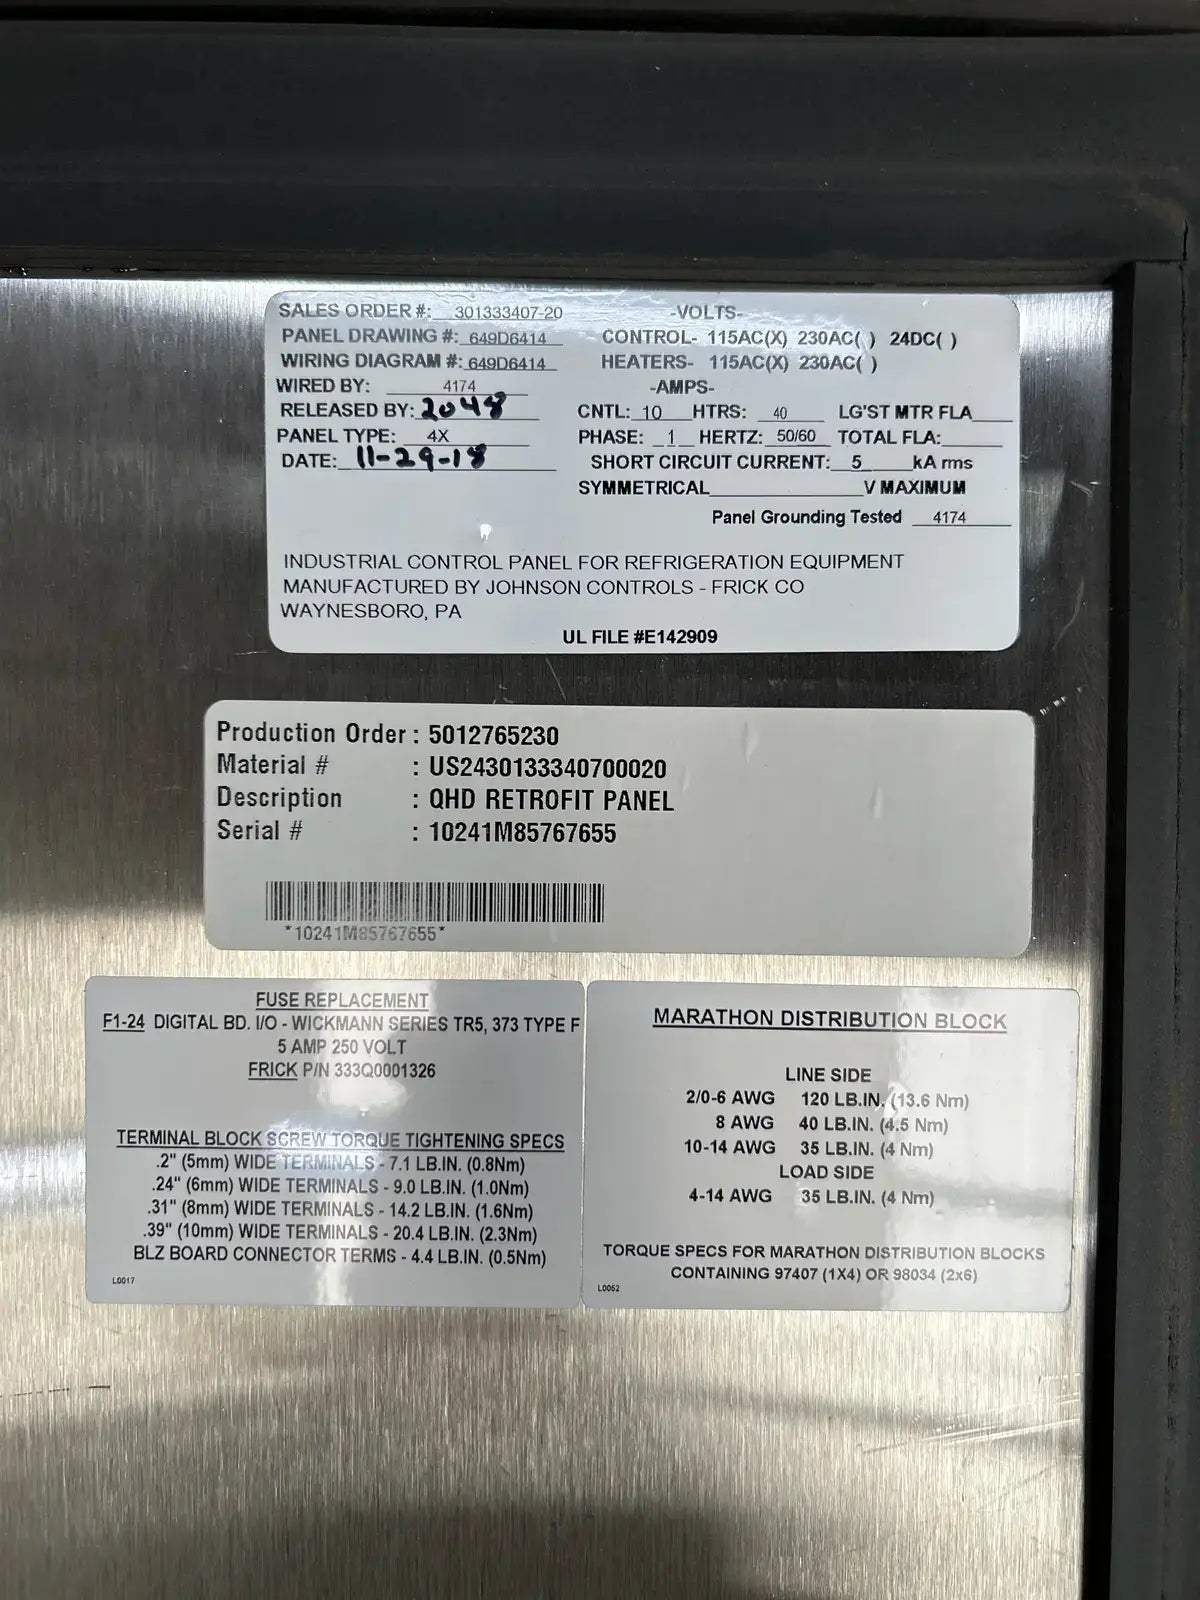 SALES ORDER #: 301333407-20
PANEL DRAWING #: 649D6414
WIRING DIAGRAM #: 649D6414
WIRED BY: 4174
RELEASED BY: 2048
PANEL TYPE: 4X
DATE: 11-29-18
-VOLTS-
CONTROL- 115AC(X) 230AC( ) 24DC( )
HEATERS- 115AC(X) 230AC( )
-AMPS-
CNTL: 10 HTRS: 40 LG'ST MTR FLA
PHASE: 1 HERTZ: 50/60 TOTAL FLA:
SHORT CIRCUIT CURRENT: 5 kA rms
SYMMETRICAL V MAXIMUM
Panel Grounding Tested 4174
INDUSTRIAL CONTROL PANEL FOR REFRIGERATION EQUIPMENT
MANUFACTURED BY JOHNSON CONTROLS - FRICK CO
WAYNESBORO, PA
UL FILE #E142909
Production Order : 5012765230
Material # : US2430133340700020
Description : QHD RETROFIT PANEL
Serial # : 10241M85767655
*10241M85767655*
FUSE REPLACEMENT
F1-24 DIGITAL BD. I/O - WICKMANN SERIES TR5, 373 TYPE F
5 AMP 250 VOLT
FRICK P/N 333Q0001326
TERMINAL BLOCK SCREW TORQUE TIGHTENING SPECS
.2" (5mm) WIDE TERMINALS - 7.1 LB.IN. (0.8Nm)
.24" (6mm) WIDE TERMINALS - 9.0 LB.IN. (1.0Nm)
.31" (8mm) WIDE TERMINALS - 14.2 LB.IN. (1.6Nm)
.39" (10mm) WIDE TERMINALS - 20.4 LB.IN. (2.3Nm)
BLZ BOARD CONNECTOR TERMS - 4.4 LB.IN. (0.5Nm)
L0017
MARATHON DISTRIBUTION BLOCK
LINE SIDE
2/0-6 AWG 120 LB.IN. (13.6 Nm)
8 AWG 40 LB.IN. (4.5 Nm)
10-14 AWG 35 LB.IN. (4 Nm)
LOAD SIDE
4-14 AWG 35 LB.IN. (4 Nm)
TORQUE SPECS FOR MARATHON DISTRIBUTION BLOCKS
CONTAINING 97407 (1X4) OR 98034 (2x6)
L0052